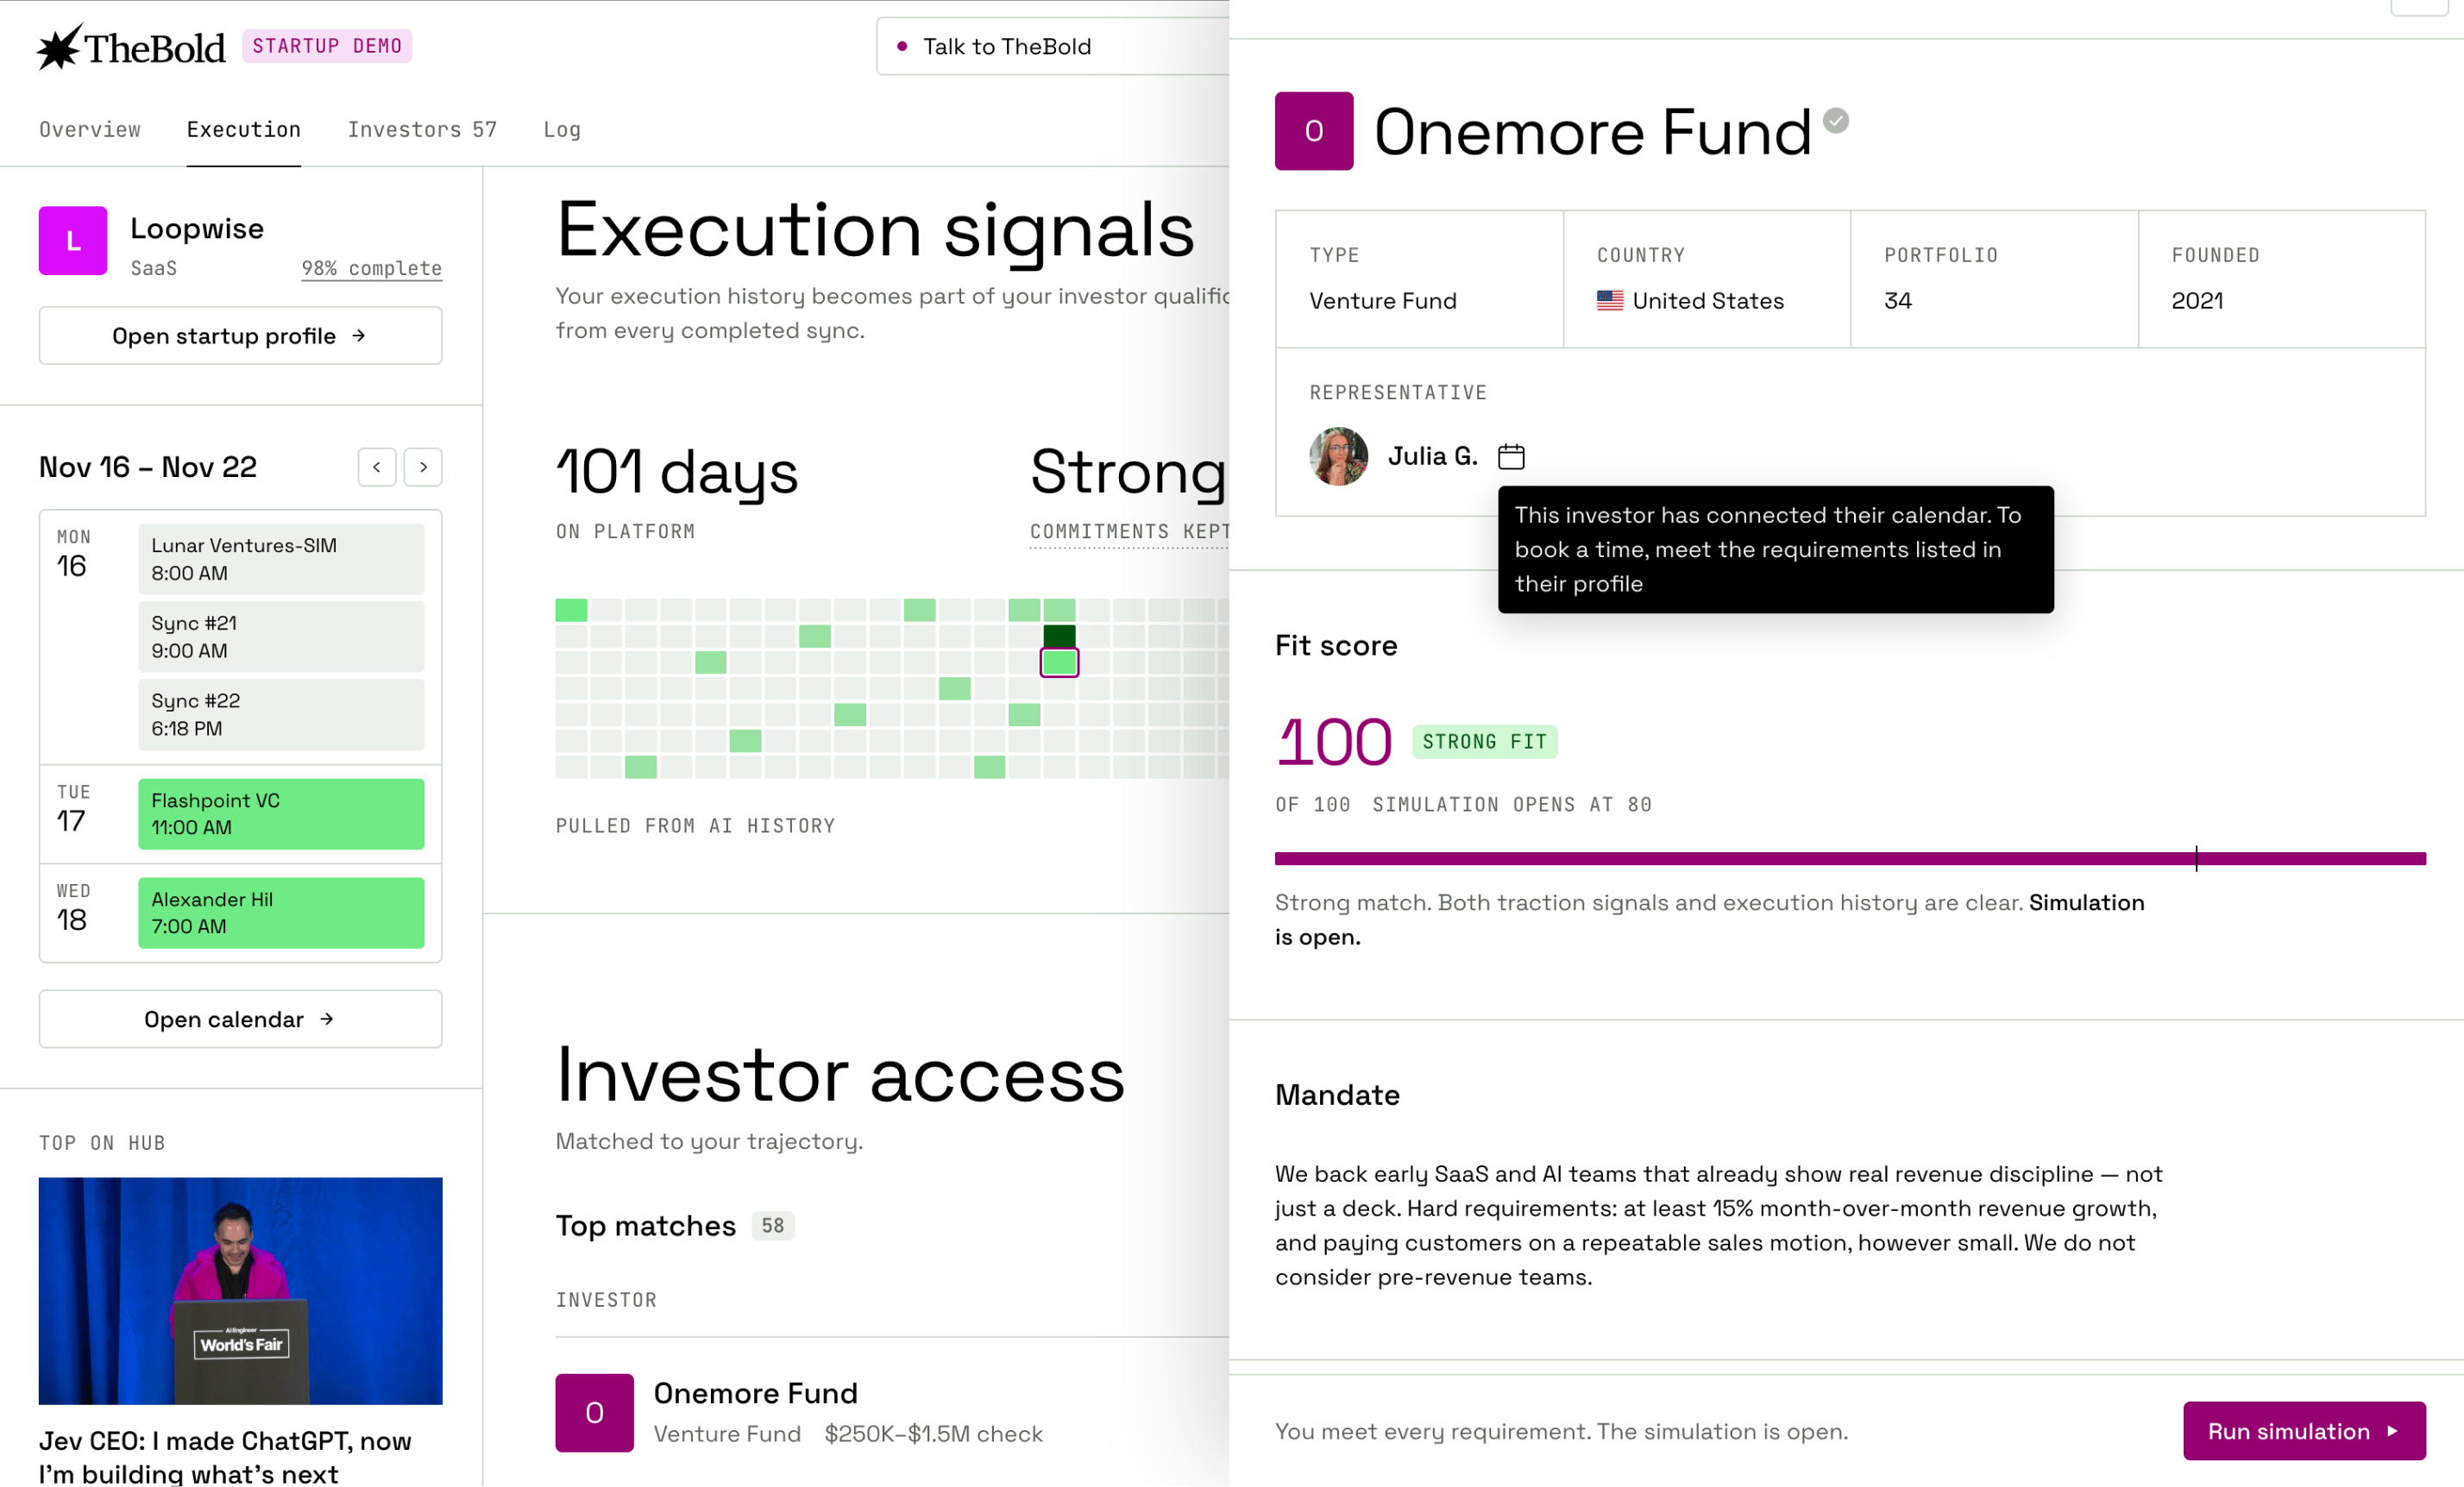 TheBold
STARTUP DEMO
Talk to TheBold
Overview
Execution
Investors 57
Log
L
Loopwise
SaaS
98% complete
Open startup profile →
Nov 16 – Nov 22
< >
MON
16
Lunar Ventures-SIM
8:00 AM
Sync #21
9:00 AM
Sync #22
6:18 PM
TUE
17
Flashpoint VC
11:00 AM
WED
18
Alexander Hil
7:00 AM
Open calendar →
TOP ON HUB
AI Engineer
World's Fair
Jev CEO: I made ChatGPT, now
I'm building what's next
Execution signals
Your execution history becomes part of your investor
from every completed sync.
101 days
ON PLATFORM
Strong
COMMITMENTS KEPT
PULLED FROM AI HISTORY
Investor access
Matched to your trajectory.
Top matches 58
INVESTOR
O
Onemore Fund
Venture Fund $250K–$1.5M check
O
Onemore Fund
TYPE
Venture Fund
COUNTRY
United States
PORTFOLIO
34
FOUNDED
2021
REPRESENTATIVE
Julia G.
This investor has connected their calendar. To
book a time, meet the requirements listed in
their profile
Fit score
100
STRONG FIT
OF 100 SIMULATION OPENS AT 80
Strong match. Both traction signals and execution history are clear. Simulation
is open.
Mandate
We back early SaaS and AI teams that already show real revenue discipline — not
just a deck. Hard requirements: at least 15% month-over-month revenue growth,
and paying customers on a repeatable sales motion, however small. We do not
consider pre-revenue teams.
You meet every requirement. The simulation is open.
Run simulation ▶